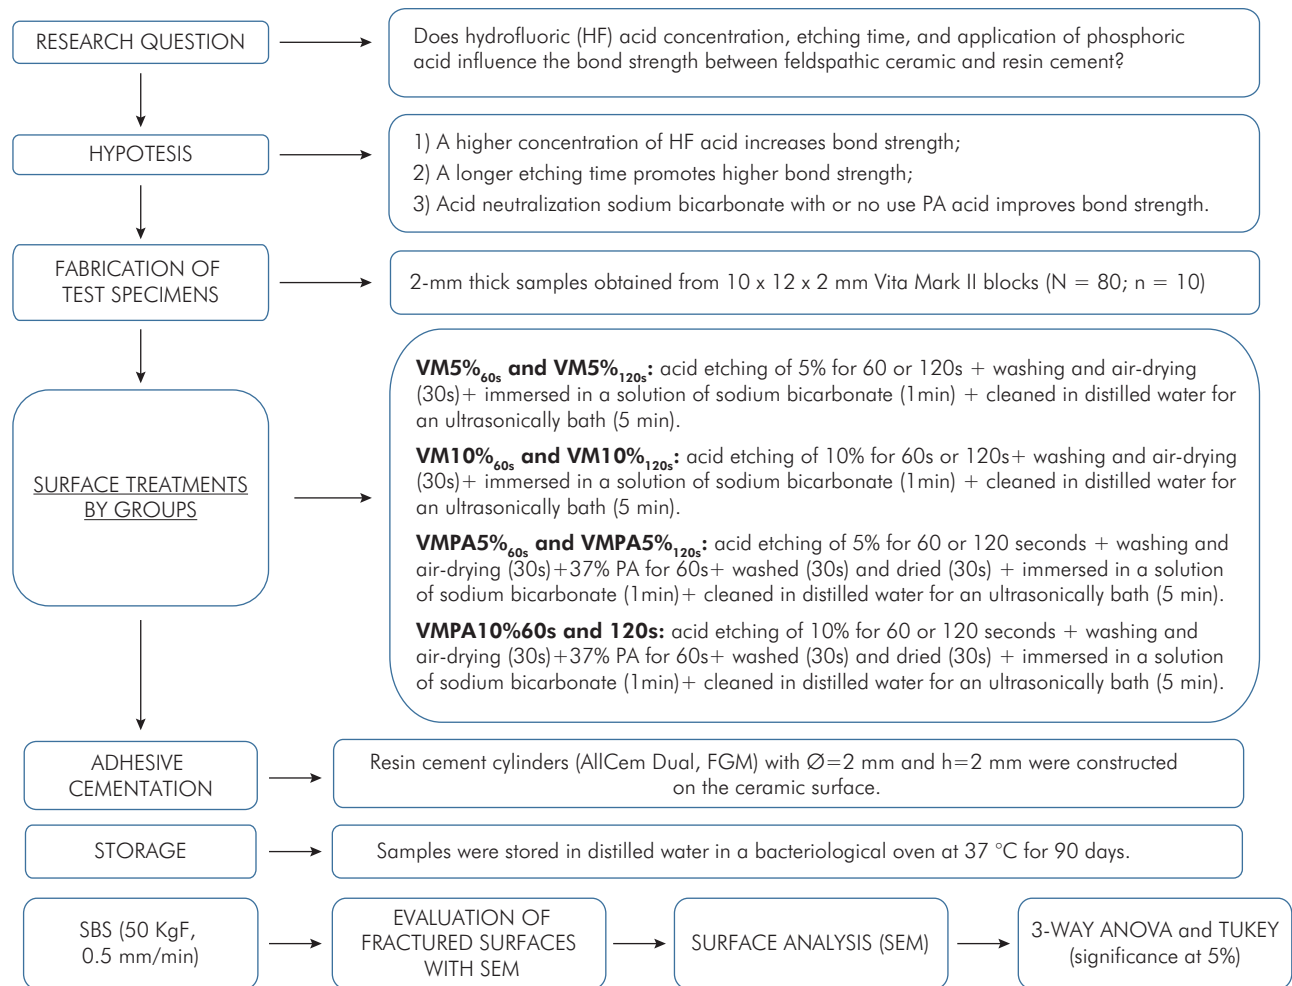 RESEARCH QUESTION
Does hydrofluoric (HF) acid concentration, etching time, and application of phosphoric
acid influence the bond strength between feldspathic ceramic and resin cement?
HYPOTESIS
1) A higher concentration of HF acid increases bond strength;
2) A longer etching time promotes higher bond strength;
3) Acid neutralization sodium bicarbonate with or no use PA acid improves bond strength.
FABRICATION OF
TEST SPECIMENS
2-mm thick samples obtained from 10 x 12 x 2 mm Vita Mark II blocks (N = 80; n = 10)
SURFACE TREATMENTS
BY GROUPS
VM5%60s and VM5%120s: acid etching of 5% for 60 or 120s + washing and air-drying
(30s)+ immersed in a solution of sodium bicarbonate (1min) + cleaned in distilled water for
an ultrasonically bath (5 min).
VM10%60s and VM10%120s: acid etching of 10% for 60s or 120s+ washing and air-drying
(30s)+ immersed in a solution of sodium bicarbonate (1min) + cleaned in distilled water for
an ultrasonically bath (5 min).
VMPA5%60s and VMPA5%120s: acid etching of 5% for 60 or 120 seconds + washing and
air-drying (30s)+37% PA for 60s+ washed (30s) and dried (30s) + immersed in a solution
of sodium bicarbonate (1min)+ cleaned in distilled water for an ultrasonically bath (5 min).
VMPA10%60s and 120s: acid etching of 10% for 60 or 120 seconds + washing and
air-drying (30s)+37% PA for 60s+ washed (30s) and dried (30s) + immersed in a solution
of sodium bicarbonate (1min)+ cleaned in distilled water for an ultrasonically bath (5 min).
ADHESIVE
CEMENTATION
Resin cement cylinders (AllCem Dual, FGM) with Ø=2 mm and h=2 mm were constructed
on the ceramic surface.
STORAGE
Samples were stored in distilled water in a bacteriological oven at 37 °C for 90 days.
SBS (50 KgF,
0.5 mm/min)
EVALUATION OF
FRACTURED SURFACES
WITH SEM
SURFACE ANALYSIS (SEM)
3-WAY ANOVA and TUKEY
(significance at 5%)